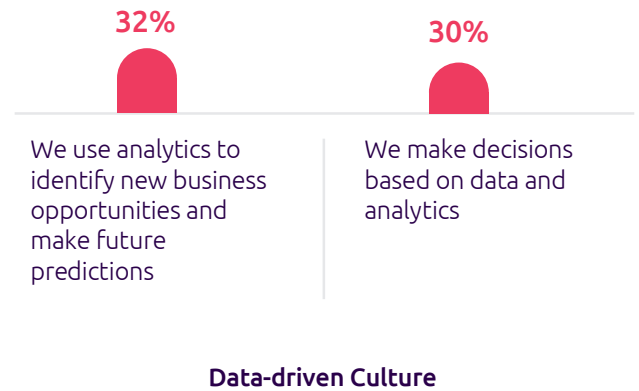 32%
30%
We use analytics to
identify new business
opportunities and
make future
predictions
We make decisions
based on data and
analytics
Data-driven Culture